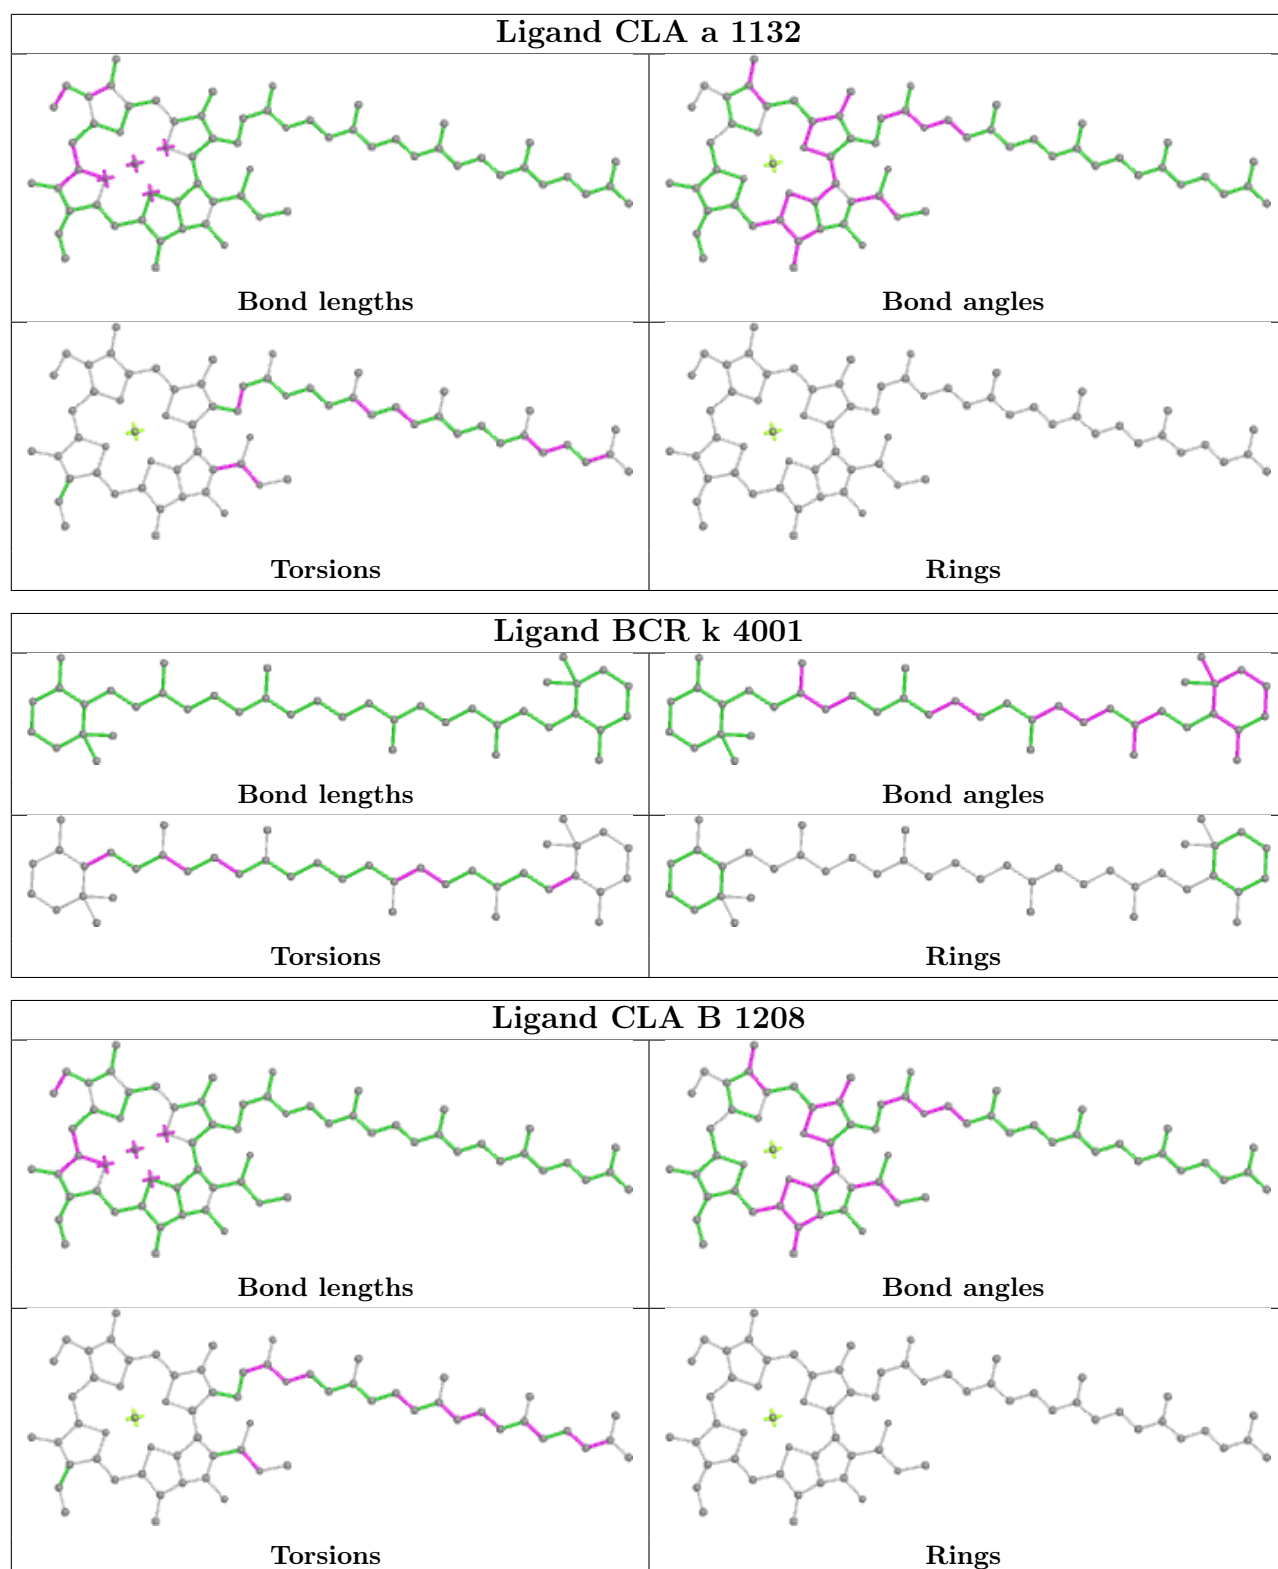 Ligand CLA a 1132
Bond lengths
Bond angles
Torsions
Rings
Ligand BCR k 4001
Bond lengths
Bond angles
Torsions
Rings
Ligand CLA B 1208
Bond lengths
Bond angles
Torsions
Rings